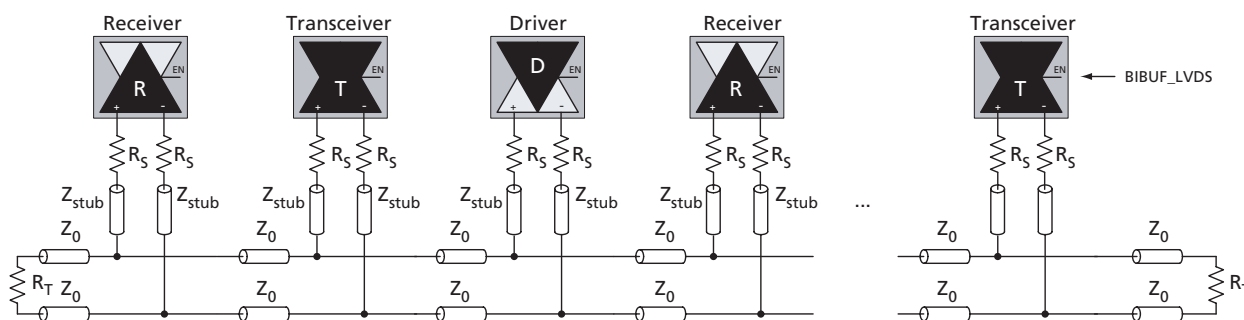 Receiver Transceiver Driver Receiver Transceiver
EN EN EN EN EN BIBUF_LVDS
R T D R T
+ - + - + - + - + -
RS RS RS RS RS RS RS RS RS RS
Zstub Zstub Zstub Zstub Zstub Zstub Zstub Zstub ...
Z0 Z0 Z0 Z0 Z0 Z0
RT Z0 Z0 Z0 Z0 Z0 Z0 RT